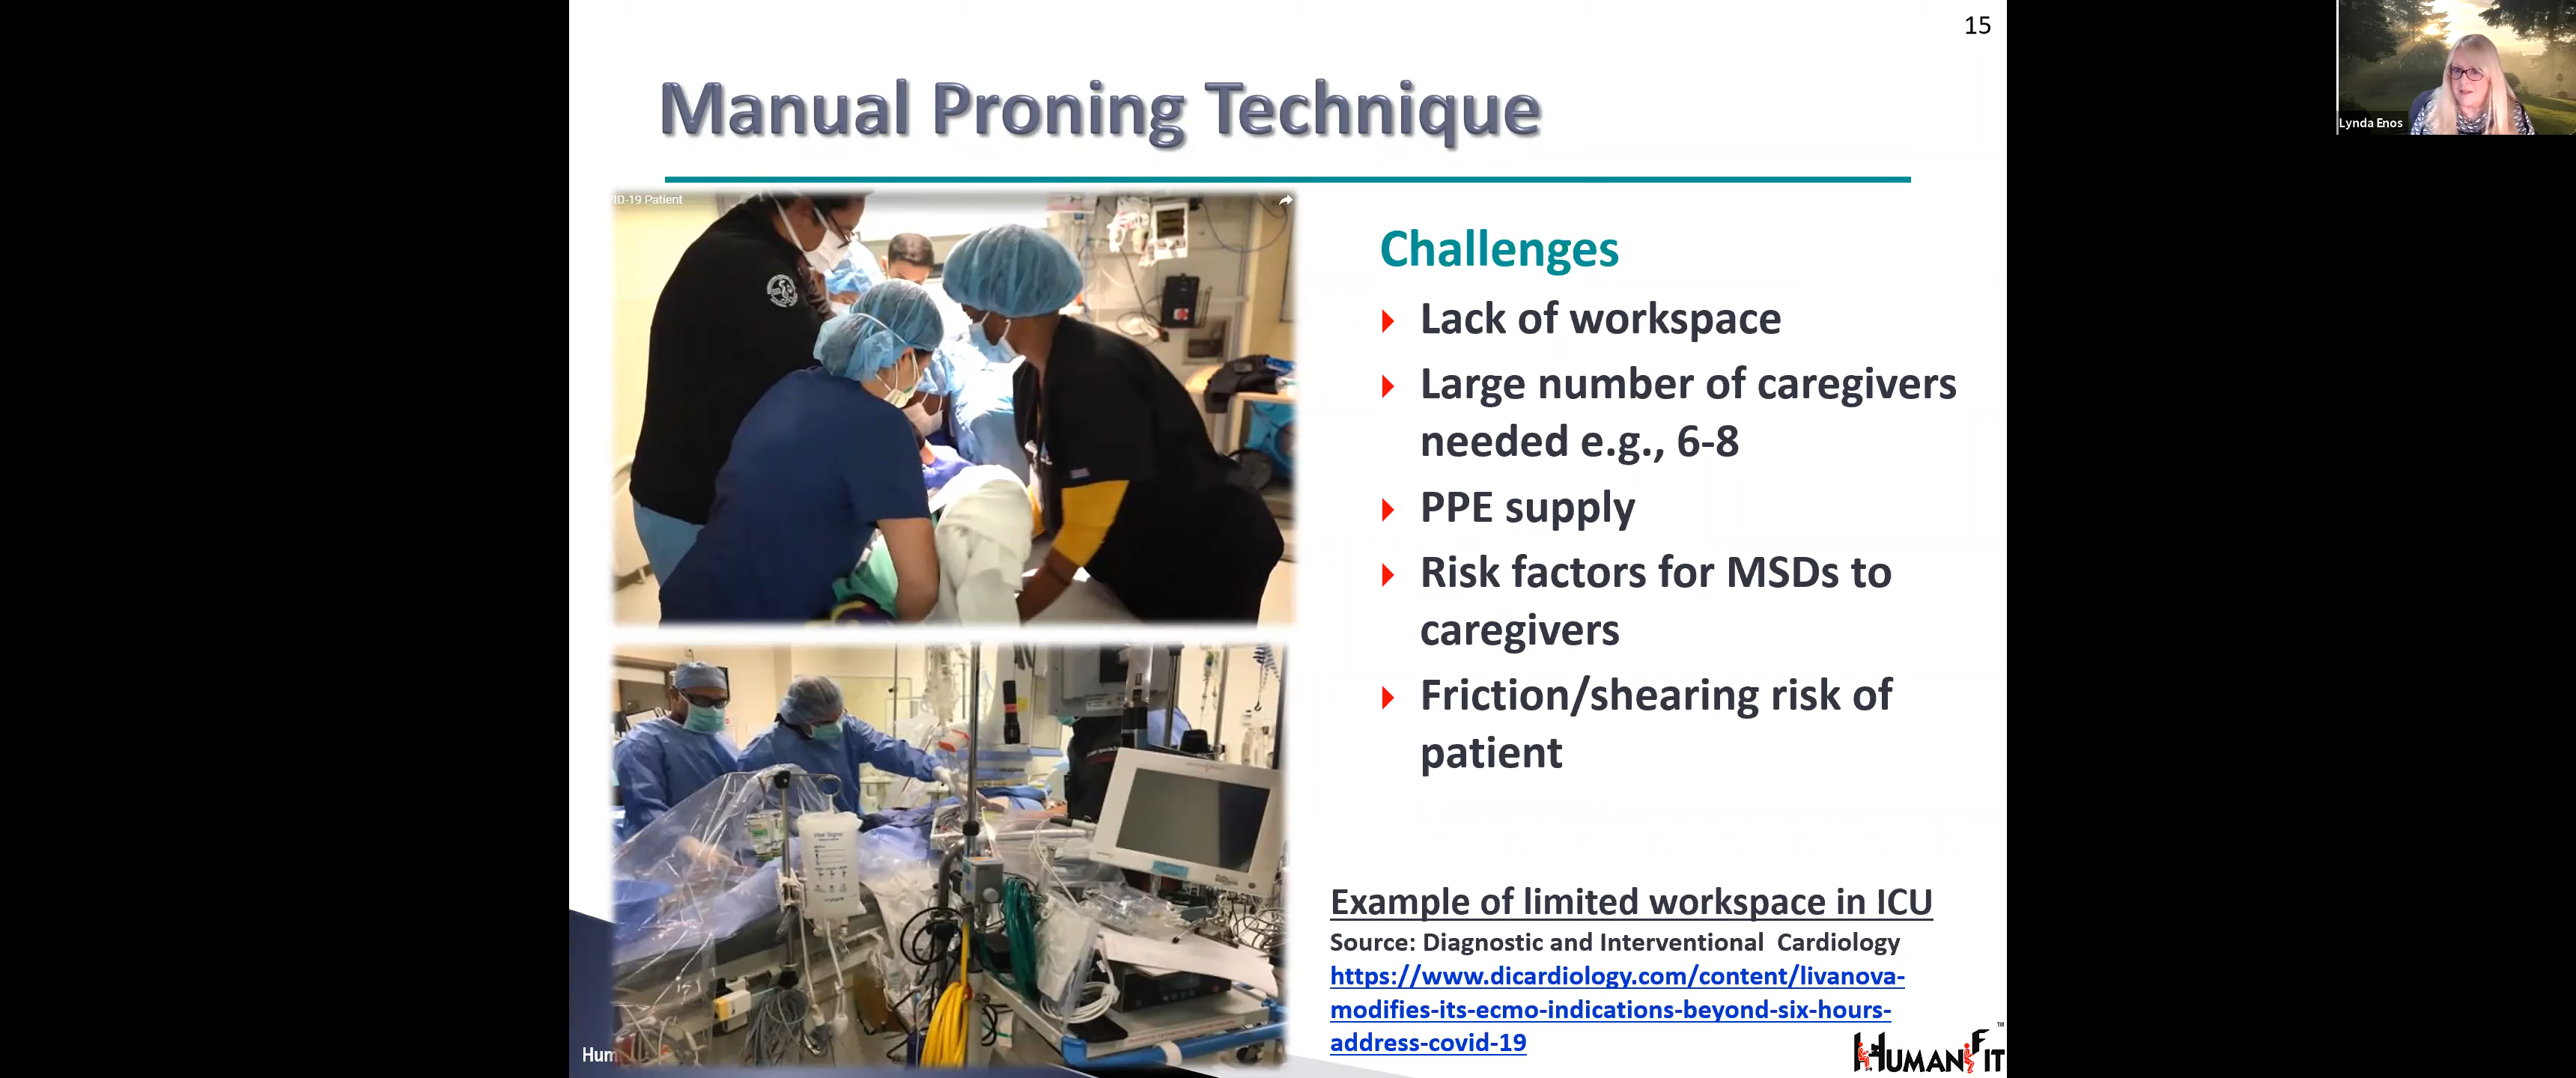 15
Manual Proning Technique
ID-19 Patient
Challenges
Lack of workspace
Large number of caregivers
needed e.g., 6-8
PPE supply
Risk factors for MSDs to
caregivers
Friction/shearing risk of
patient
Example of limited workspace in ICU
Source: Diagnostic and Interventional Cardiology
https://www.dicardiology.com/content/livanova-
modifies-its-ecmo-indications-beyond-six-hours-
address-covid-19
Hum
HUMANFIT™
Lynda Enos